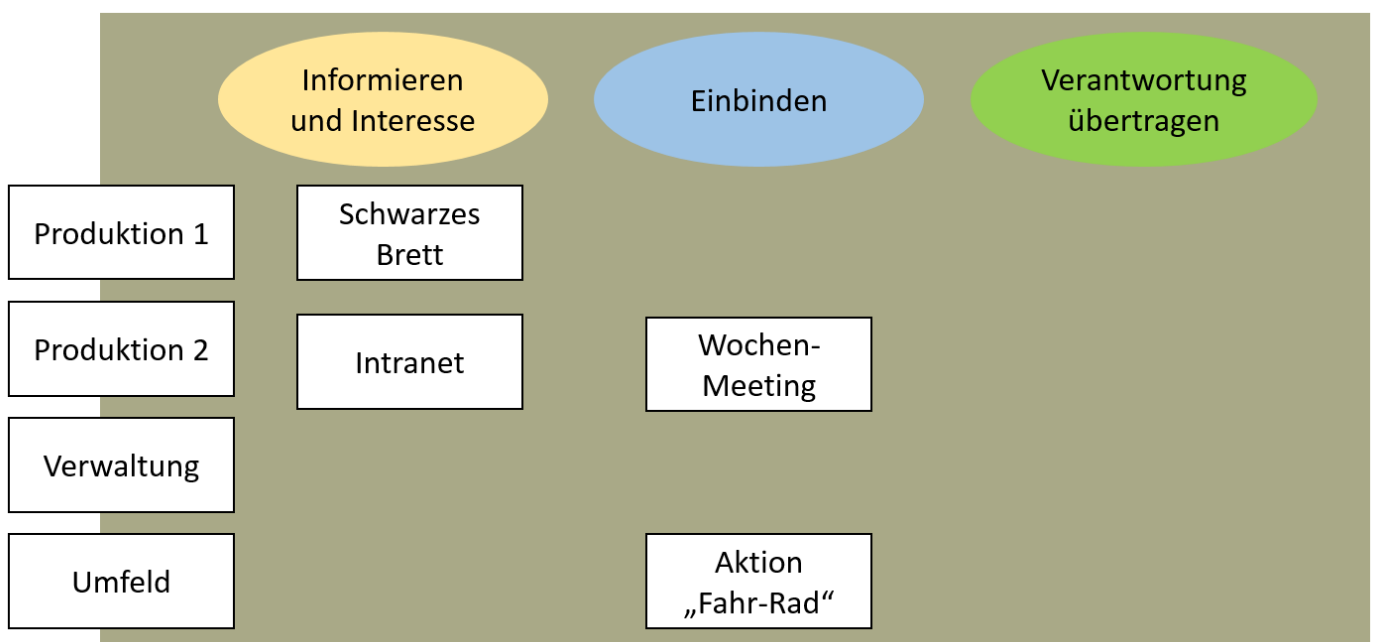 Informieren
und Interesse
Einbinden
Verantwortung
übertragen
Produktion 1
Schwarzes
Brett
Produktion 2
Intranet
Wochen-
Meeting
Verwaltung
Umfeld
Aktion
„Fahr-Rad“